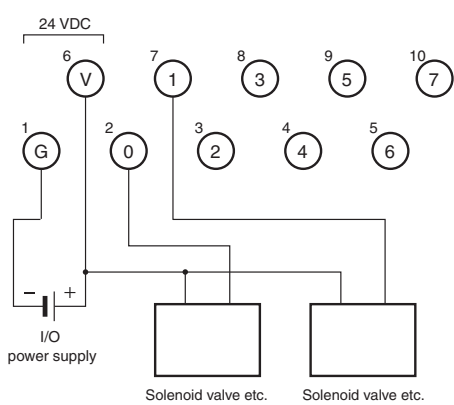 24 VDC
6 7 8 9 10
V 1 3 5 7
1 2 3 4 5
G 0 2 4 6
− +
I/O
power supply
Solenoid valve etc. Solenoid valve etc.